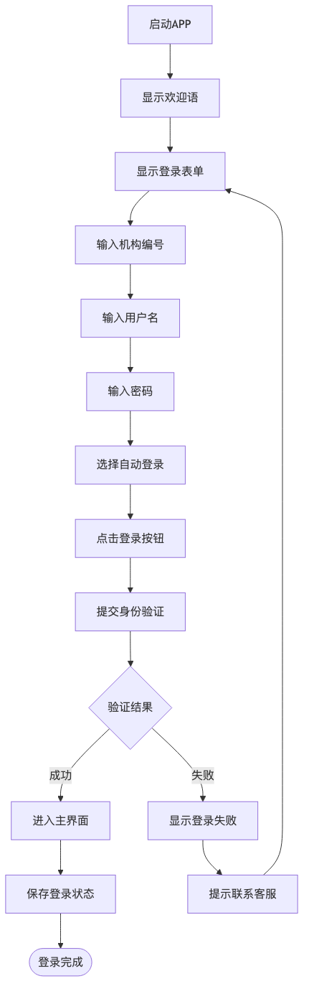 启动APP
显示欢迎语
显示登录表单
输入机构编号
输入用户名
输入密码
选择自动登录
点击登录按钮
提交身份验证
验证结果
成功
失败
进入主界面
显示登录失败
保存登录状态
提示联系客服
登录完成